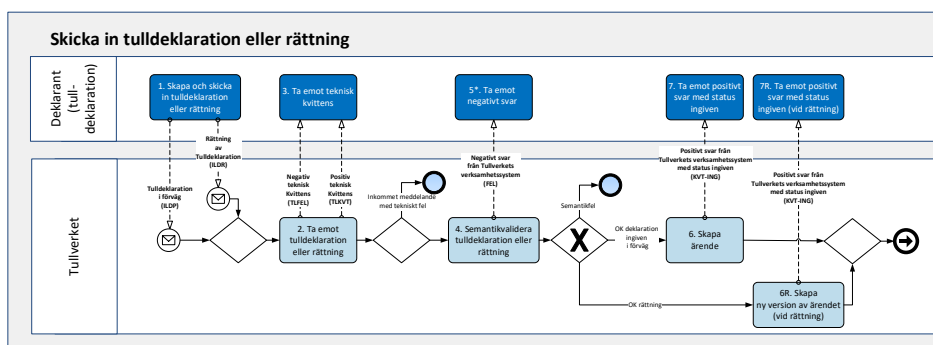 Skicka in tulldeklaration eller rättning
Deklarant
(tull-
deklaration)
1. Skapa och skicka
in tulldeklaration
eller rättning
3. Ta emot teknisk
kvittens
5*. Ta emot
negativt svar
7. Ta emot positivt
svar med status
ingiven
7R. Ta emot positivt
svar med status
ingiven (vid rättning)
Tullverket
Rättning
av
Tulldeklaration
(ILDR)
Tulldeklaration
i förväg
(ILDP)
Negativ
teknisk
Kvittens
(TLFEL)
Positiv
teknisk
Kvittens
(TLKVT)
Inkommet meddelande
med tekniskt fel
Negativt svar
från Tullverkets
verksamhetssystem
(FEL)
Semantikfel
Positivt svar från
Tullverkets verksamhetssystem
med status ingiven
(KVT-ING)
Positivt svar från
Tullverkets verksamhetssystem
med status ingiven
(KVT-ING)
2. Ta emot
tulldeklaration
eller rättning
4. Semantikvalidera
tulldeklaration eller
rättning
X
OK deklaration
ingiven
i förväg
6. Skapa
ärende
OK rättning
6R. Skapa
ny version av ärendet
(vid rättning)